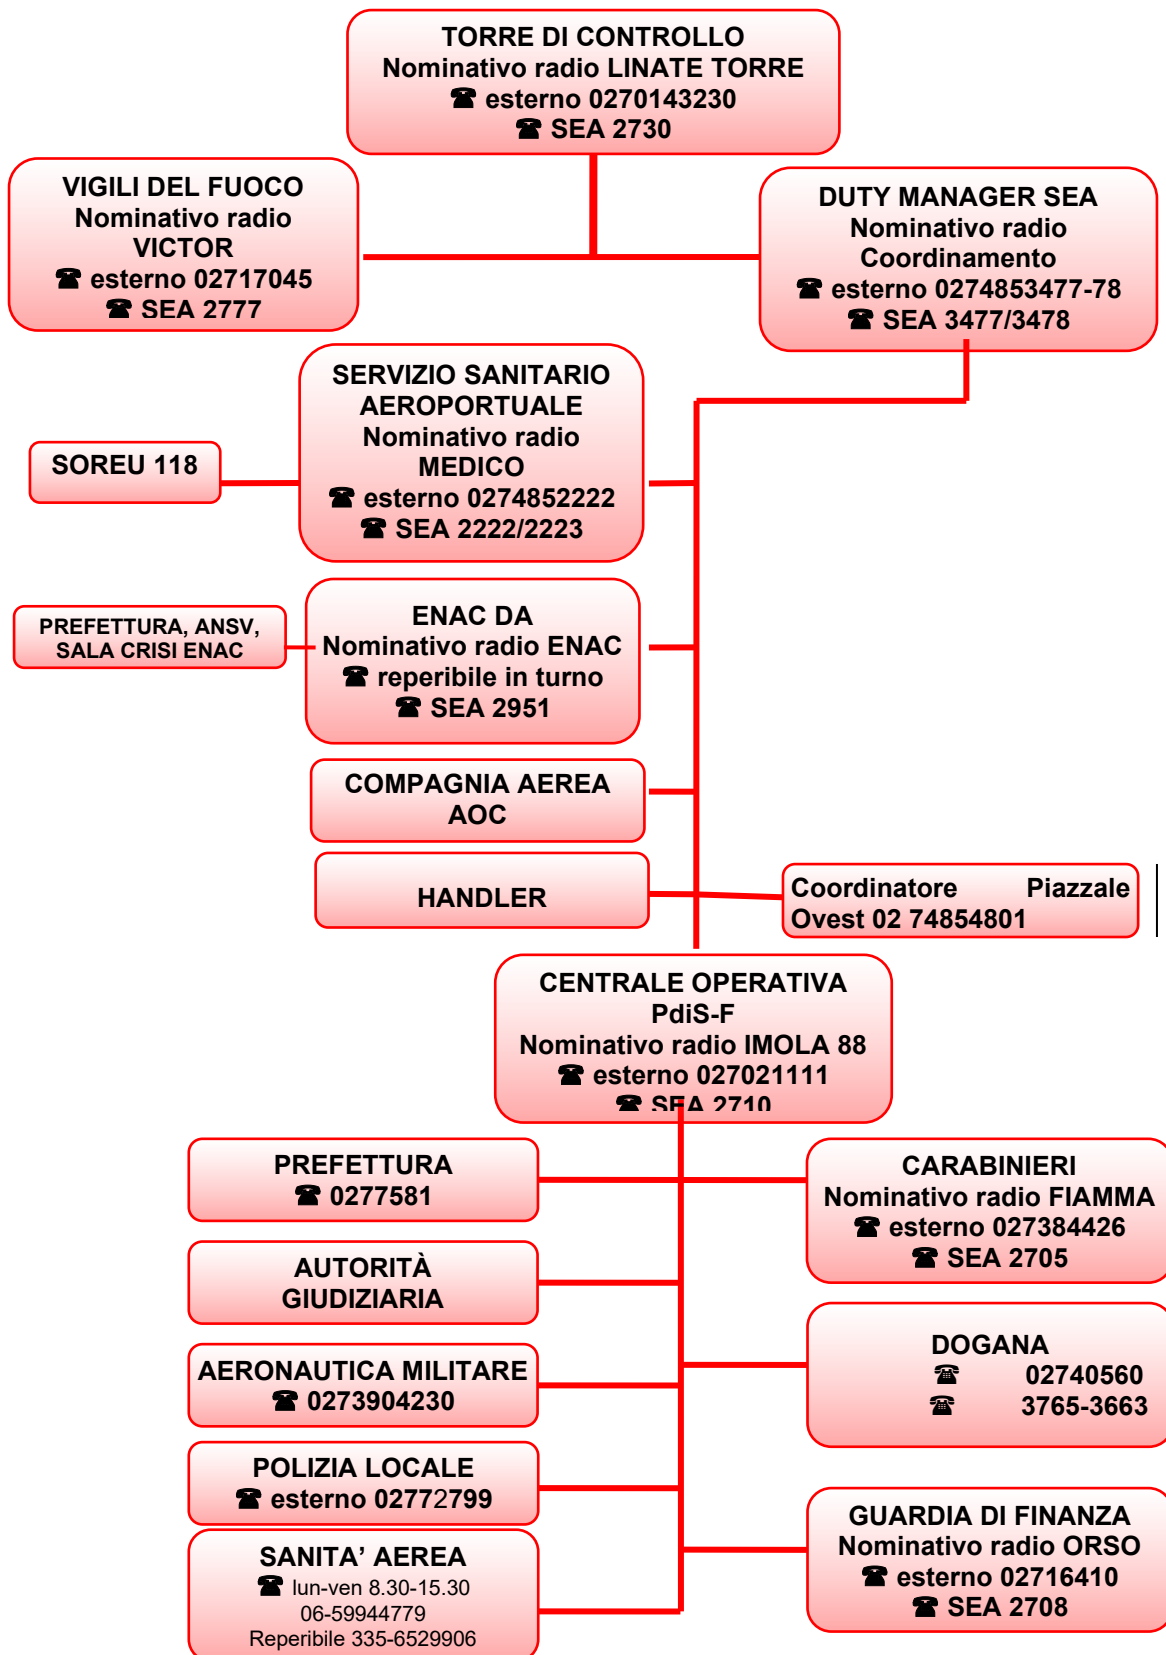 TORRE DI CONTROLLO
Nominativo radio LINATE TORRE
☎ esterno 0270143230
☎ SEA 2730
VIGILI DEL FUOCO
Nominativo radio
VICTOR
☎ esterno 02717045
☎ SEA 2777
DUTY MANAGER SEA
Nominativo radio
Coordinamento
☎ esterno 0274853477-78
☎ SEA 3477/3478
SERVIZIO SANITARIO
AEROPORTUALE
Nominativo radio
MEDICO
☎ esterno 0274852222
☎ SEA 2222/2223
SOREU 118
ENAC DA
Nominativo radio ENAC
☎ reperibile in turno
☎ SEA 2951
PREFETTURA, ANSV,
SALA CRISI ENAC
COMPAGNIA AEREA
AOC
HANDLER
Coordinatore Piazzale
Ovest 02 74854801
CENTRALE OPERATIVA
PdiS-F
Nominativo radio IMOLA 88
☎ esterno 027021111
☎ SEA 2710
PREFETTURA
☎ 0277581
CARABINIERI
Nominativo radio FIAMMA
☎ esterno 027384426
☎ SEA 2705
AUTORITÀ
GIUDIZIARIA
DOGANA
☎ 02740560
☎ 3765-3663
AERONAUTICA MILITARE
☎ 0273904230
POLIZIA LOCALE
☎ esterno 02772799
GUARDIA DI FINANZA
Nominativo radio ORSO
☎ esterno 02716410
☎ SEA 2708
SANITA’ AEREA
☎ lun-ven 8.30-15.30
06-59944779
Reperibile 335-6529906